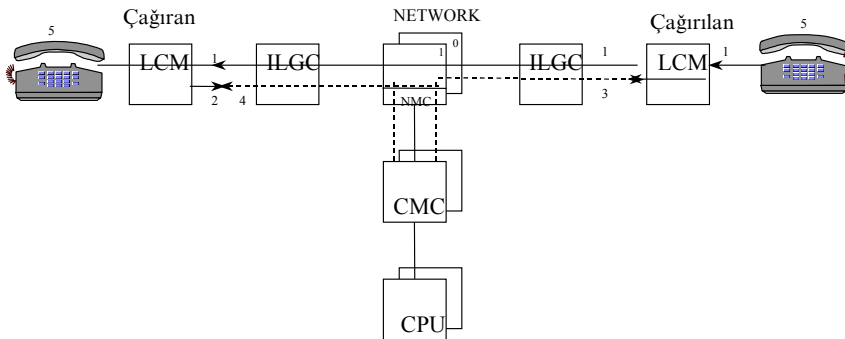 Çağıran
NETWORK
Çağırılan
5
5
0
1
LCM
1
ILGC
ILGC
1
LCM
1
2
4
NMC
3
CMC
CPU